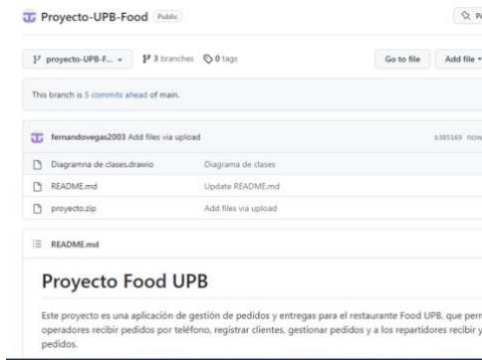 Proyecto-UPB-Food Public
proyecto-UPB-F... 3 branches 0 tags Go to file Add file
This branch is 5 commits ahead of main.
fernandovegas2003 Add files via upload now
Diagramna de clases.drawio Diagrama de clases
README.md Update README.md
proyecto.zip Add files via upload
README.md
Proyecto Food UPB
Este proyecto es una aplicación de gestión de pedidos y entregas para el restaurante Food UPB, que
operadores recibir pedidos por teléfono, registrar clientes, gestionar pedidos y a los repartidores recibir y
pedidos.